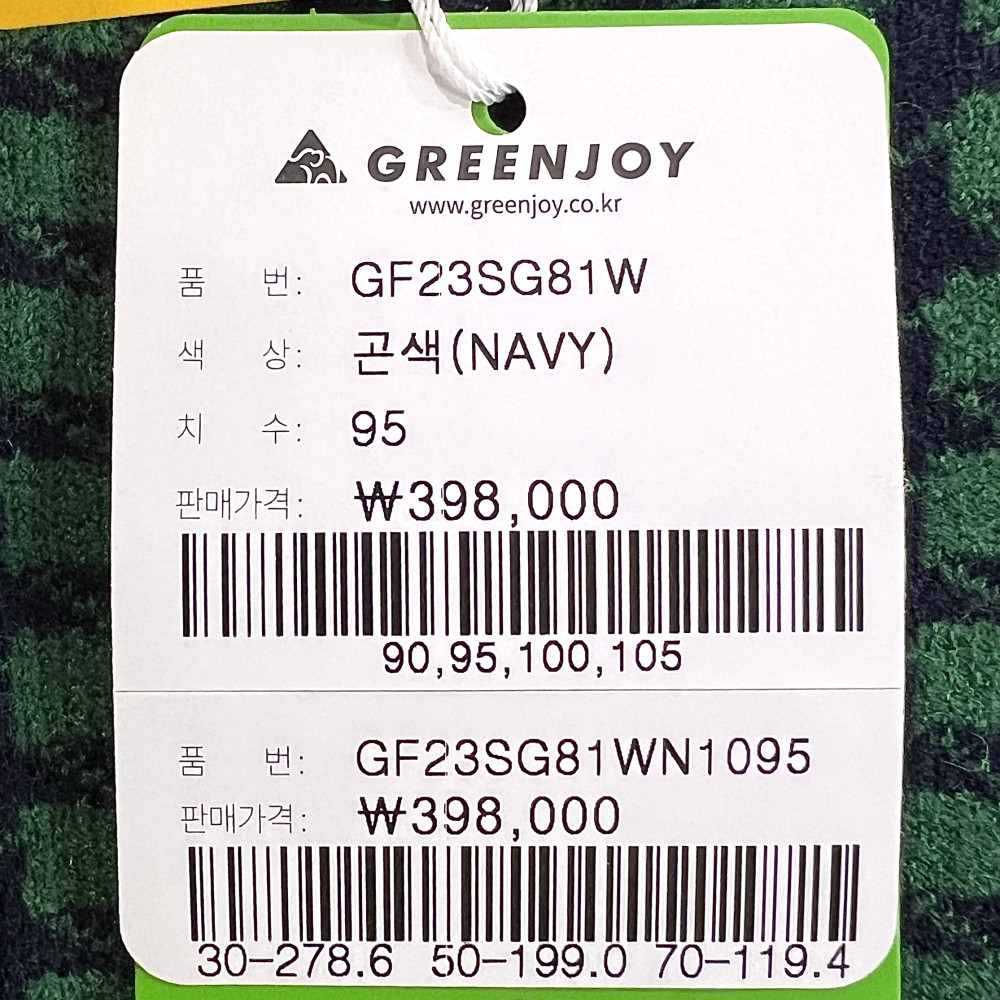 GREENJOY
www.greenjoy.co.kr
품 번: GF23SG81W
색 상: 곤색(NAVY)
치 수: 95
판매가격: ₩398,000
90,95,100,105
품 번: GF23SG81WN1095
판매가격: ₩398,000
30-278.6 50-199.0 70-119.4